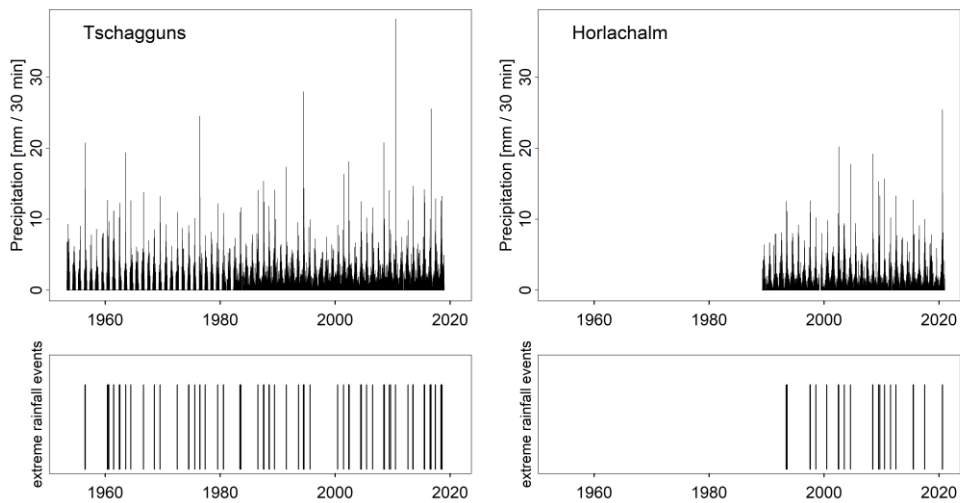 Tschagguns
Precipitation [mm / 30 min]
30
20
10
0
1960 1980 2000 2020
extreme rainfall events
1960 1980 2000 2020
Horlachalm
Precipitation [mm / 30 min]
30
20
10
0
1960 1980 2000 2020
extreme rainfall events
1960 1980 2000 2020